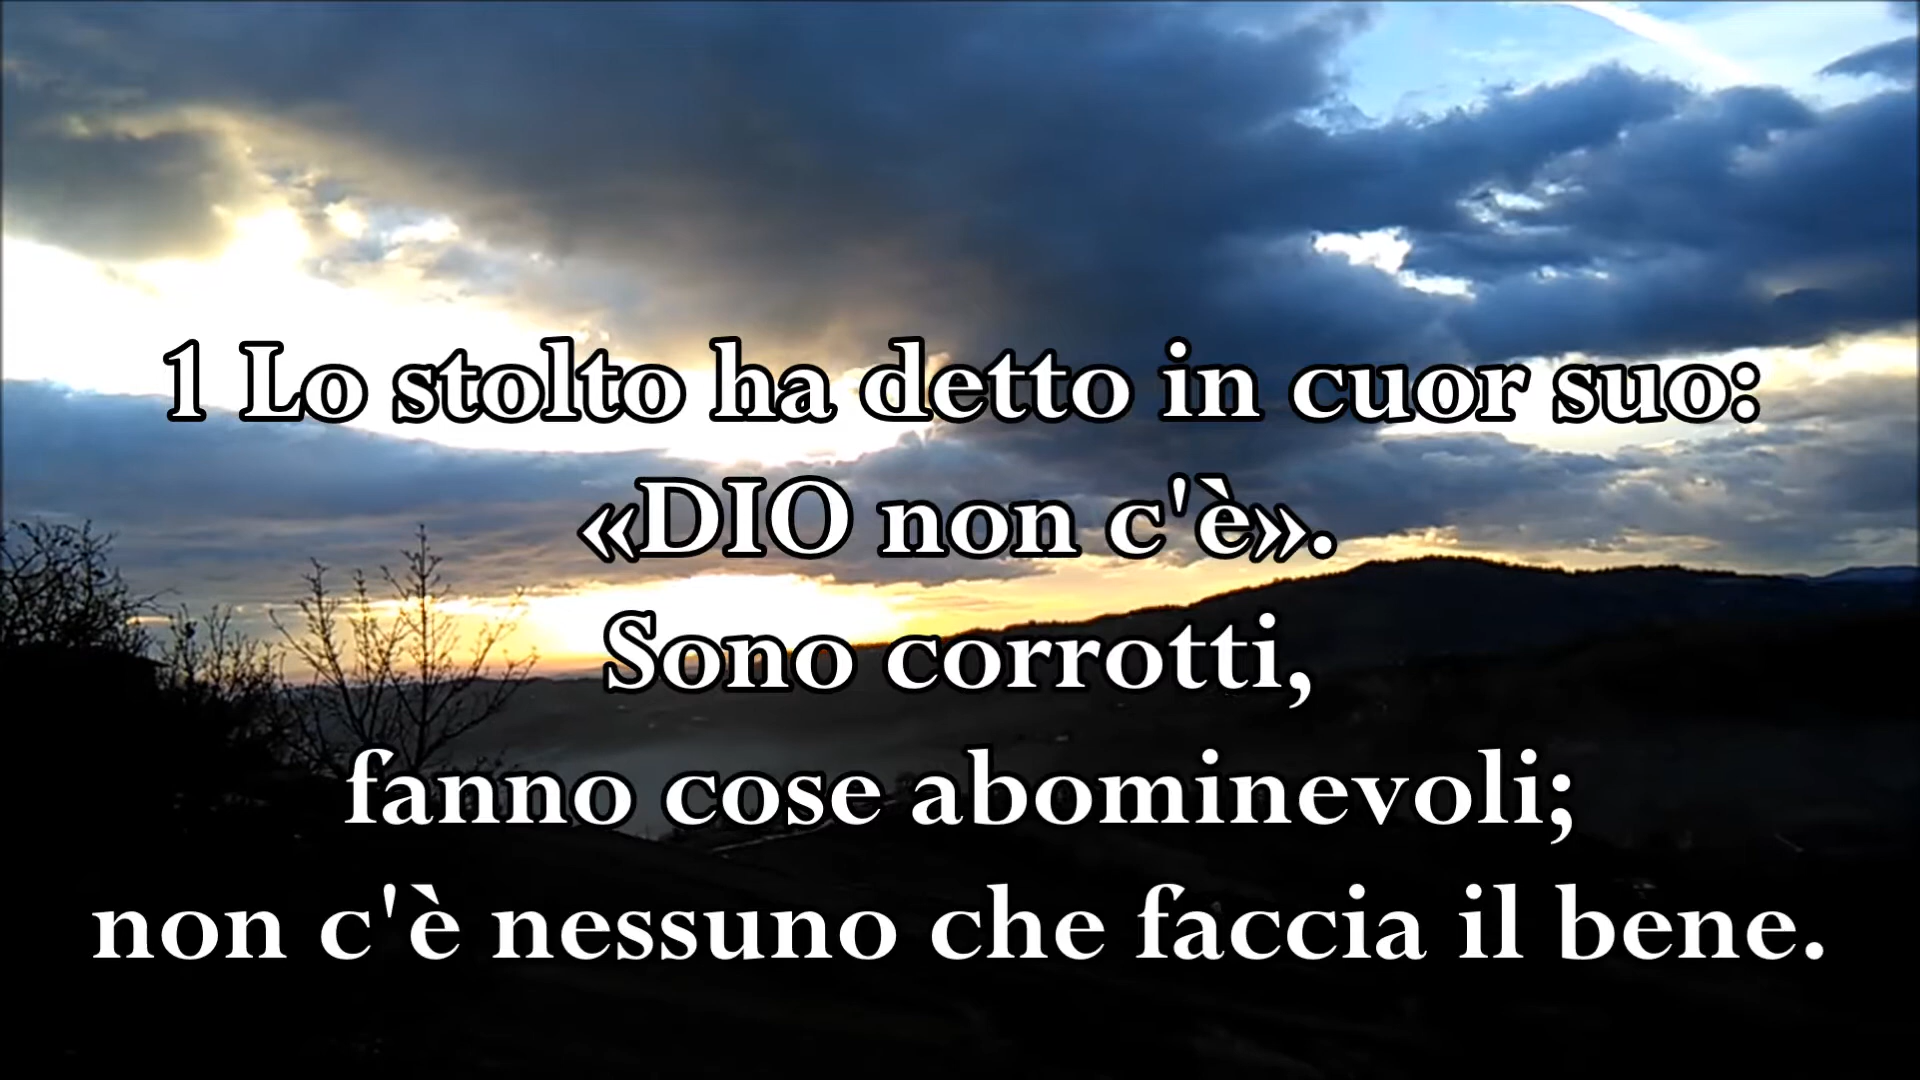 1 Lo stolto ha detto in cuor suo:
«DIO non c'è».
Sono corrotti,
fanno cose abominevoli;
non c'è nessuno che faccia il bene.